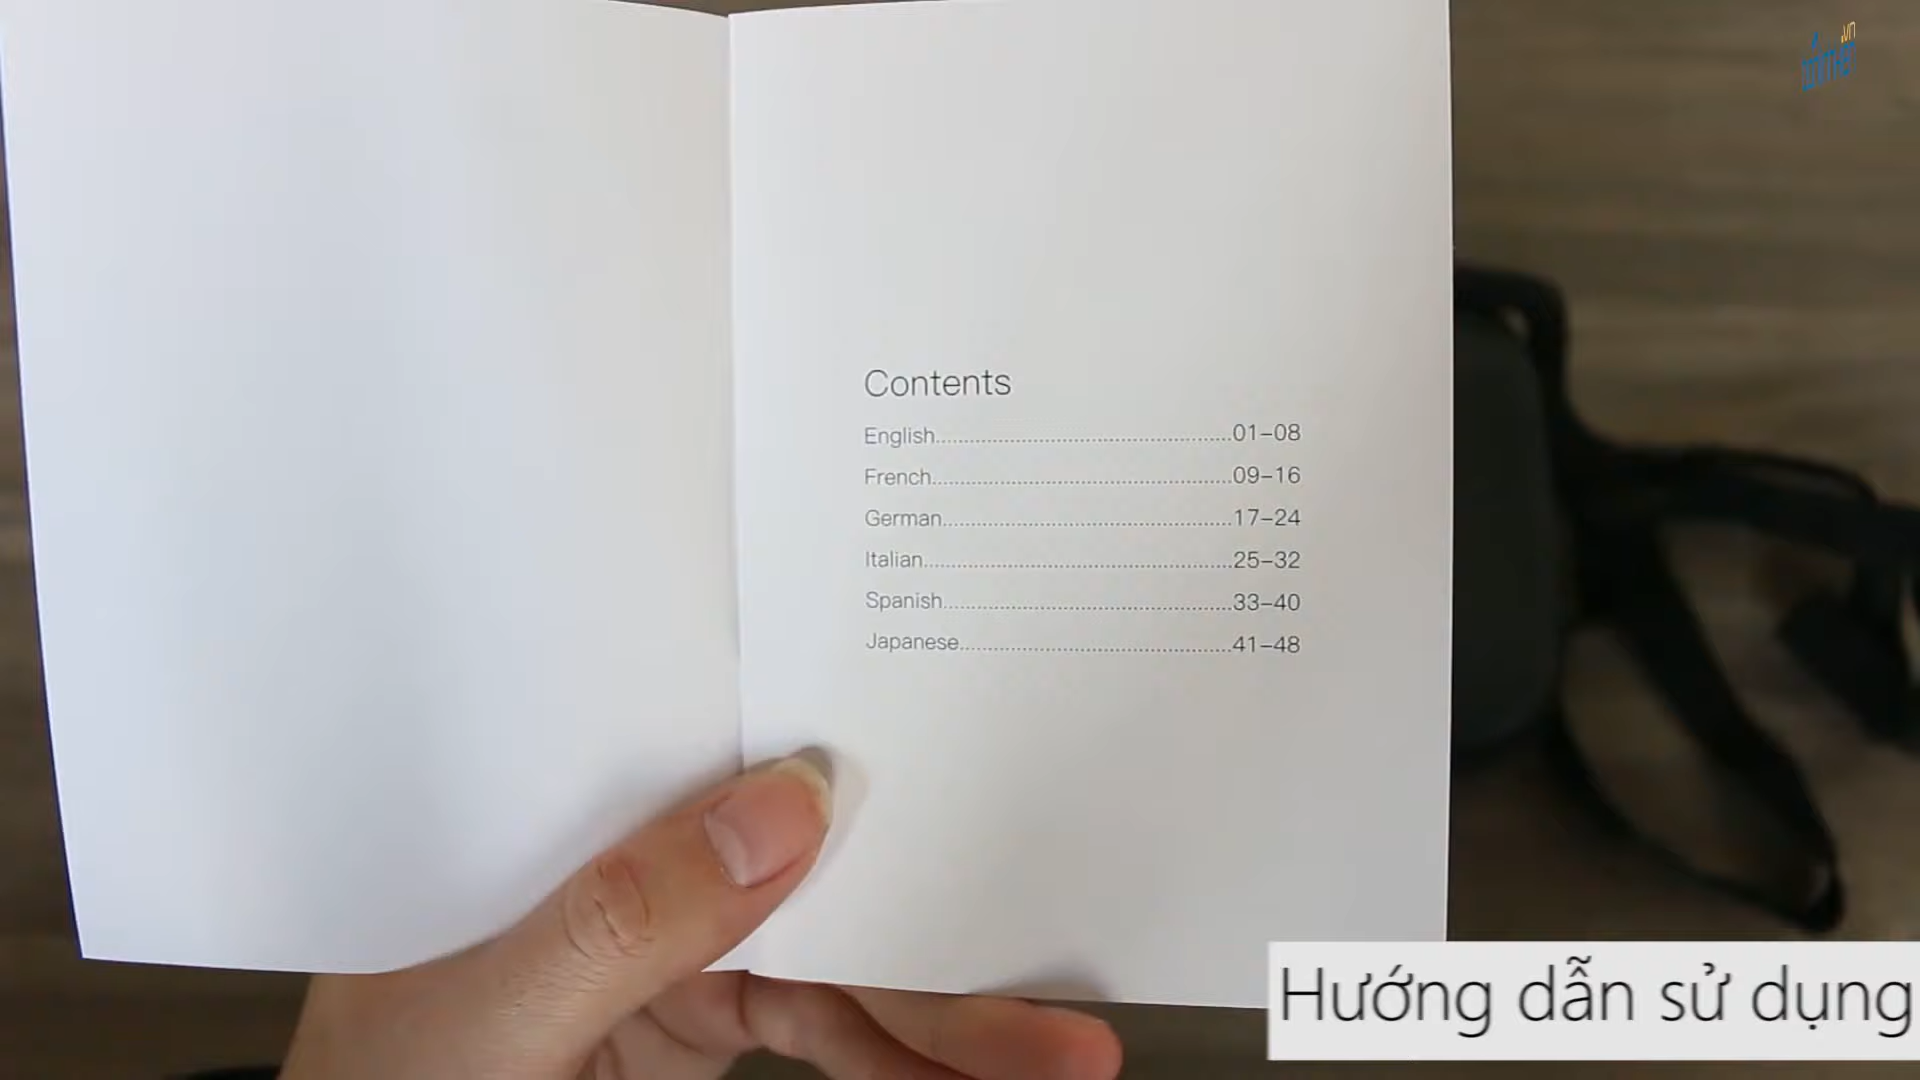 .vn
Contents
English..........01–08
French..........09–16
German..........17–24
Italian..........25–32
Spanish..........33–40
Japanese..........41–48
Hướng dẫn sử dụng